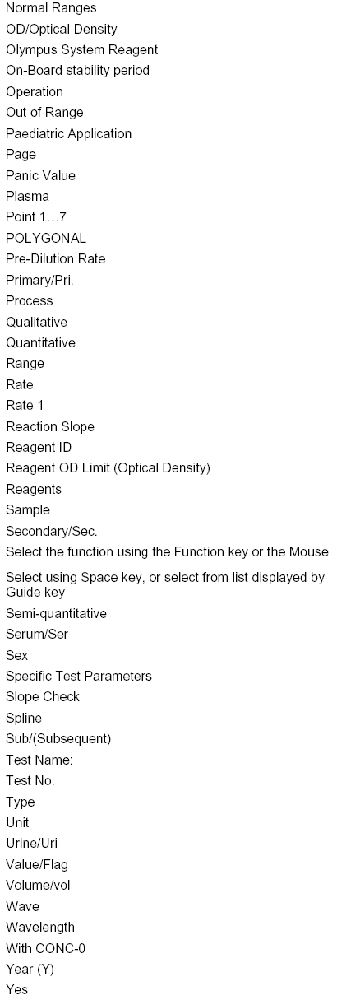 Normal Ranges
OD/Optical Density
Olympus System Reagent
On-Board stability period
Operation
Out of Range
Paediatric Application
Page
Panic Value
Plasma
Point 1…7
POLYGONAL
Pre-Dilution Rate
Primary/Pri.
Process
Qualitative
Quantitative
Range
Rate
Rate 1
Reaction Slope
Reagent ID
Reagent OD Limit (Optical Density)
Reagents
Sample
Secondary/Sec.
Select the function using the Function key or the Mouse
Select using Space key, or select from list displayed by
Guide key
Semi-quantitative
Serum/Ser
Sex
Specific Test Parameters
Slope Check
Spline
Sub/(Subsequent)
Test Name:
Test No.
Type
Unit
Urine/Uri
Value/Flag
Volume/vol
Wave
Wavelength
With CONC-0
Year (Y)
Yes